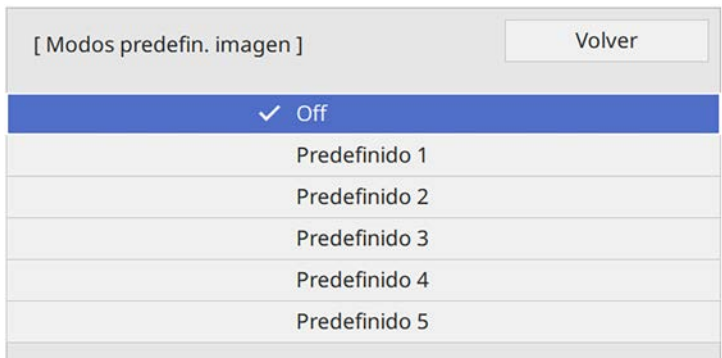 [ Modos predefin. imagen ]
Volver
Off
Predefinido 1
Predefinido 2
Predefinido 3
Predefinido 4
Predefinido 5